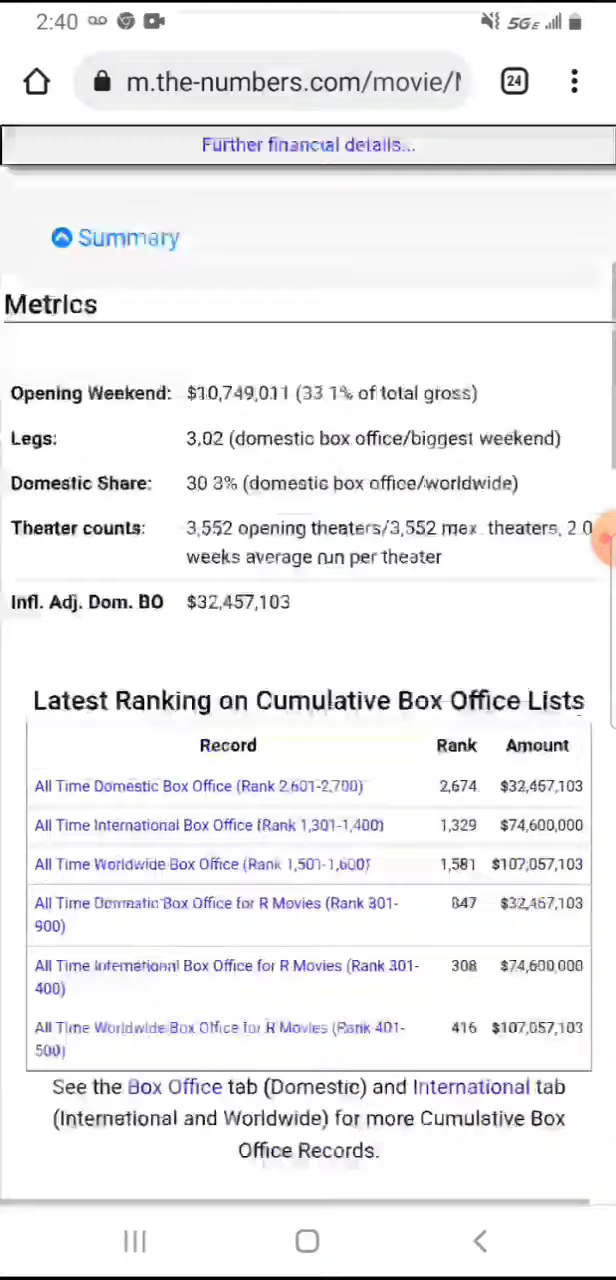 2:40
5GE
m.the-numbers.com/movie/
24
Further financial details...
Summary
Metrics
Opening Weekend: $10,749,011 (33.1% of total gross)
Legs: 3.02 (domestic box office/biggest weekend)
Domestic Share: 30.3% (domestic box office/worldwide)
Theater counts: 3,552 opening theaters/3,552 max. theaters, 2.0
weeks average run per theater
Infl. Adj. Dom. BO $32,457,103
Latest Ranking on Cumulative Box Office Lists
Record Rank Amount
All Time Domestic Box Office (Rank 2,601-2,700) 2,674 $32,457,103
All Time International Box Office (Rank 1,301-1,400) 1,329 $74,600,000
All Time Worldwide Box Office (Rank 1,501-1,600) 1,581 $107,057,103
All Time Domestic Box Office for R Movies (Rank 801-
900) 847 $32,457,103
All Time International Box Office for R Movies (Rank 301-
400) 308 $74,600,000
All Time Worldwide Box Office for R Movies (Rank 401-
500) 416 $107,057,103
See the Box Office tab (Domestic) and International tab
(International and Worldwide) for more Cumulative Box
Office Records.